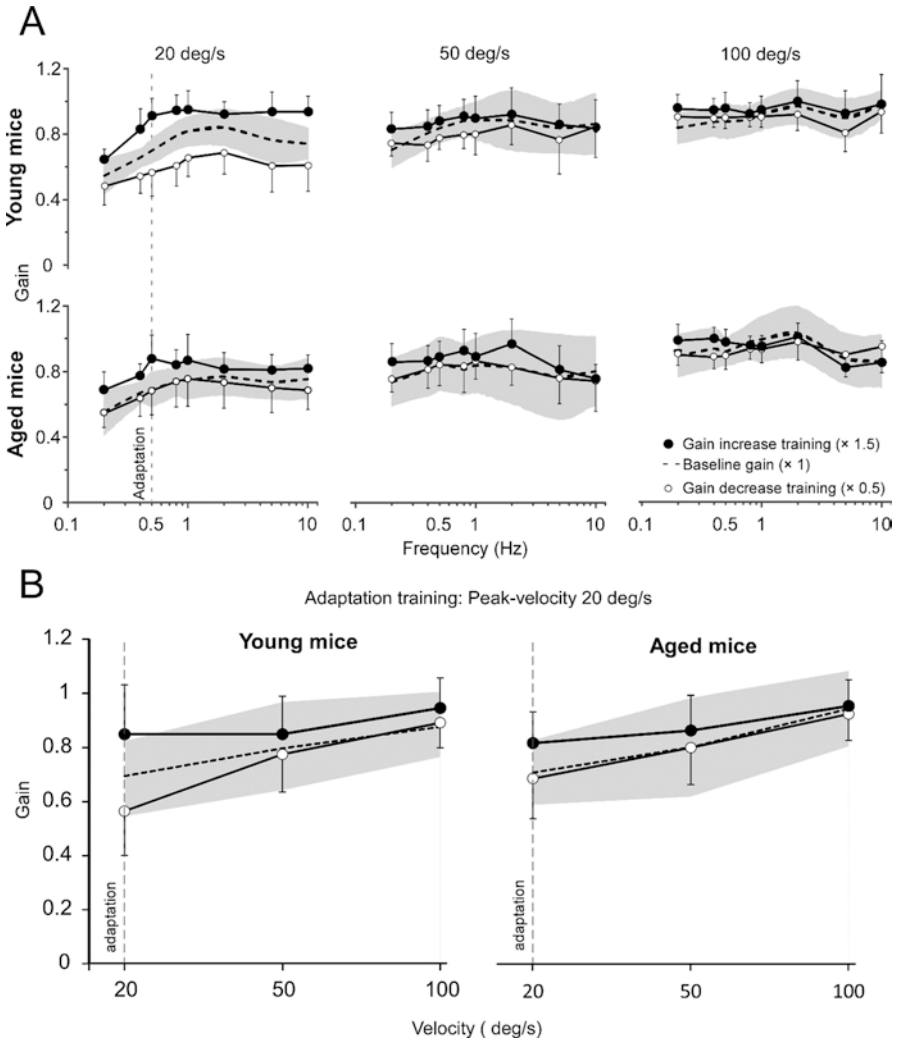 A
20 deg/s 50 deg/s 100 deg/s
Young mice
1.2
0.8
0.4
0
Gain
Aged mice
1.2
0.8
0.4
0
Adaptation
Gain increase training (× 1.5)
Baseline gain (× 1)
Gain decrease training (× 0.5)
0.1 0.5 1 10 0.1 0.5 1 10 0.1 0.5 1 10
Frequency (Hz)
B
Adaptation training: Peak-velocity 20 deg/s
Young mice Aged mice
1.2
1
0.8
0.6
0.4
0.2
0
Gain
adaptation adaptation
20 50 100 20 50 100
Velocity ( deg/s)